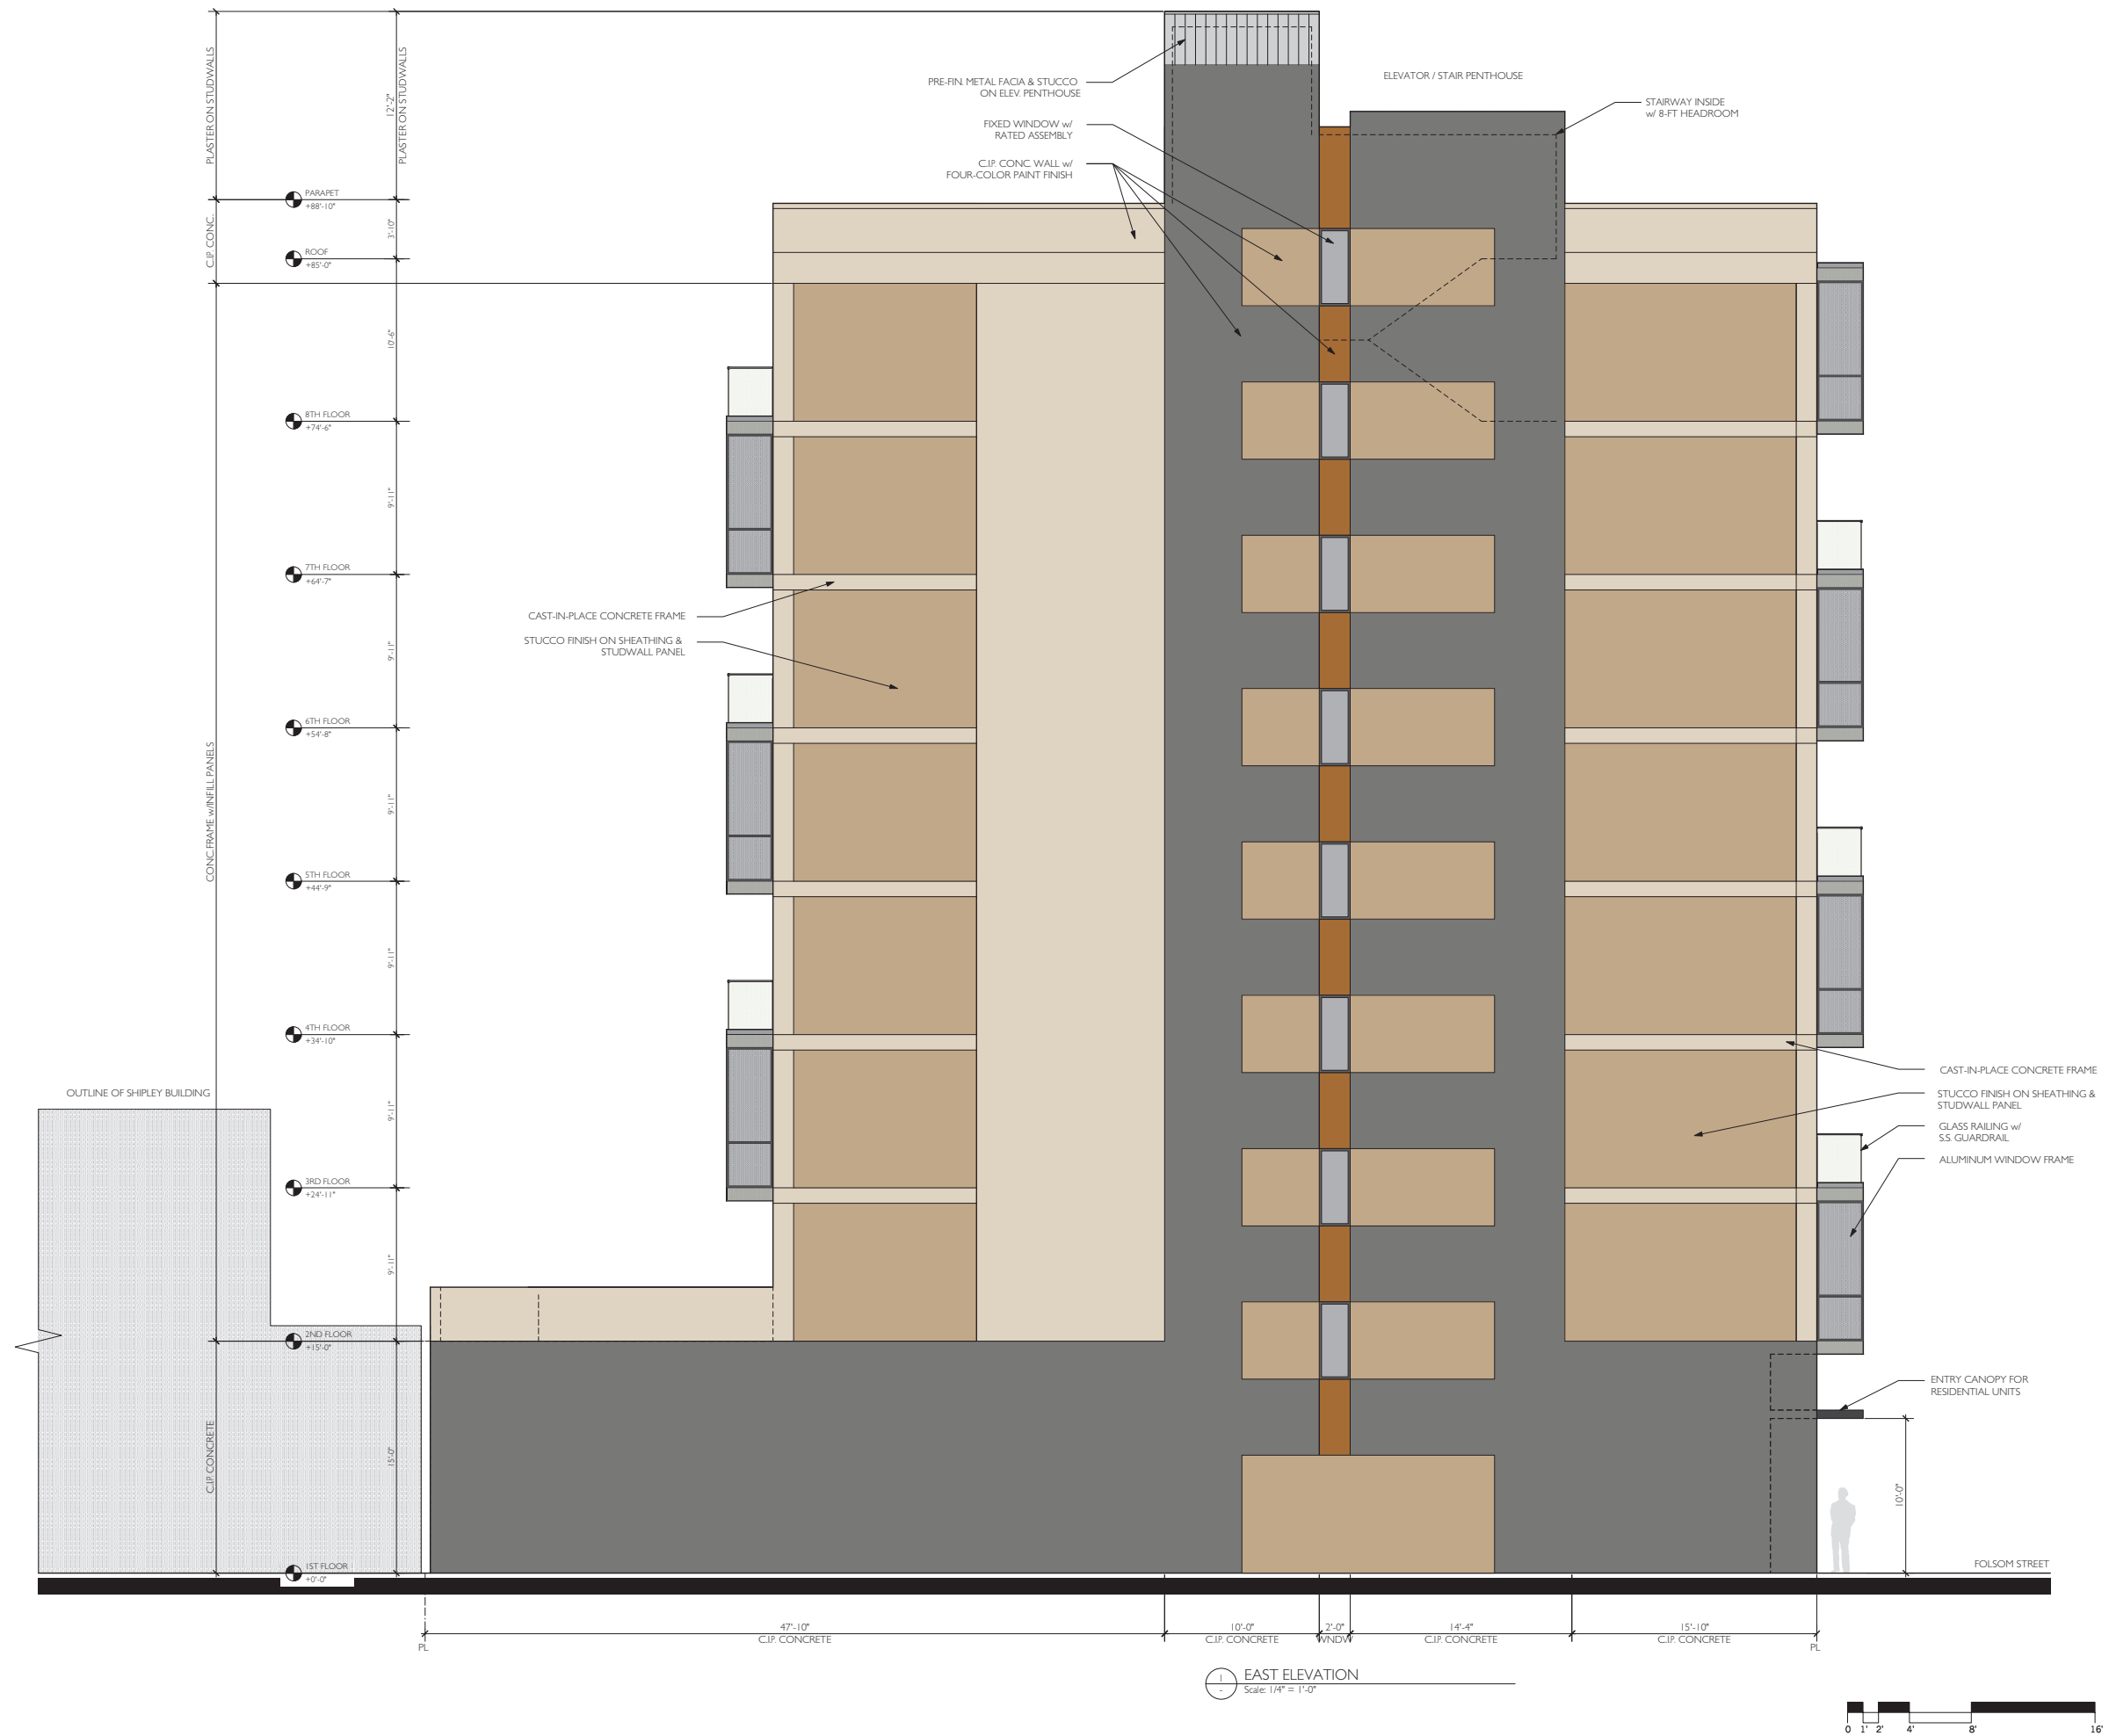 PRE-FIN. METAL FACIA & STUCCO
ON ELEV. PENTHOUSE
FIXED WINDOW w/
RATED ASSEMBLY
C.I.P. CONC. WALL w/
FOUR-COLOR PAINT FINISH
ELEVATOR / STAIR PENTHOUSE
STAIRWAY INSIDE
w/ 8-FT HEADROOM
PLASTER ON STUDWALLS
12'-2"
PLASTER ON STUDWALLS
PARAPET
+88'-10"
C.I.P. CONC.
3'-10"
ROOF
+85'-0"
10'-6"
8TH FLOOR
+74'-6"
9'-11"
7TH FLOOR
+64'-7"
CAST-IN-PLACE CONCRETE FRAME
STUCCO FINISH ON SHEATHING &
STUDWALL PANEL
9'-11"
6TH FLOOR
+54'-8"
CONC.FRAME w/INFILL PANELS
9'-11"
5TH FLOOR
+44'-9"
9'-11"
4TH FLOOR
+34'-10"
OUTLINE OF SHIPLEY BUILDING
9'-11"
3RD FLOOR
+24'-11"
9'-11"
2ND FLOOR
+15'-0"
C.I.P. CONCRETE
15'-0"
1ST FLOOR
+0'-0"
CAST-IN-PLACE CONCRETE FRAME
STUCCO FINISH ON SHEATHING &
STUDWALL PANEL
GLASS RAILING w/
S.S. GUARDRAIL
ALUMINUM WINDOW FRAME
ENTRY CANOPY FOR
RESIDENTIAL UNITS
10'-0"
FOLSOM STREET
PL
47'-10"
C.I.P. CONCRETE
10'-0"
C.I.P. CONCRETE
2'-0"
WNDW
14'-4"
C.I.P. CONCRETE
15'-10"
C.I.P. CONCRETE
PL
1
-
EAST ELEVATION
Scale: 1/4" = 1'-0"
0 1' 2' 4' 8' 16'